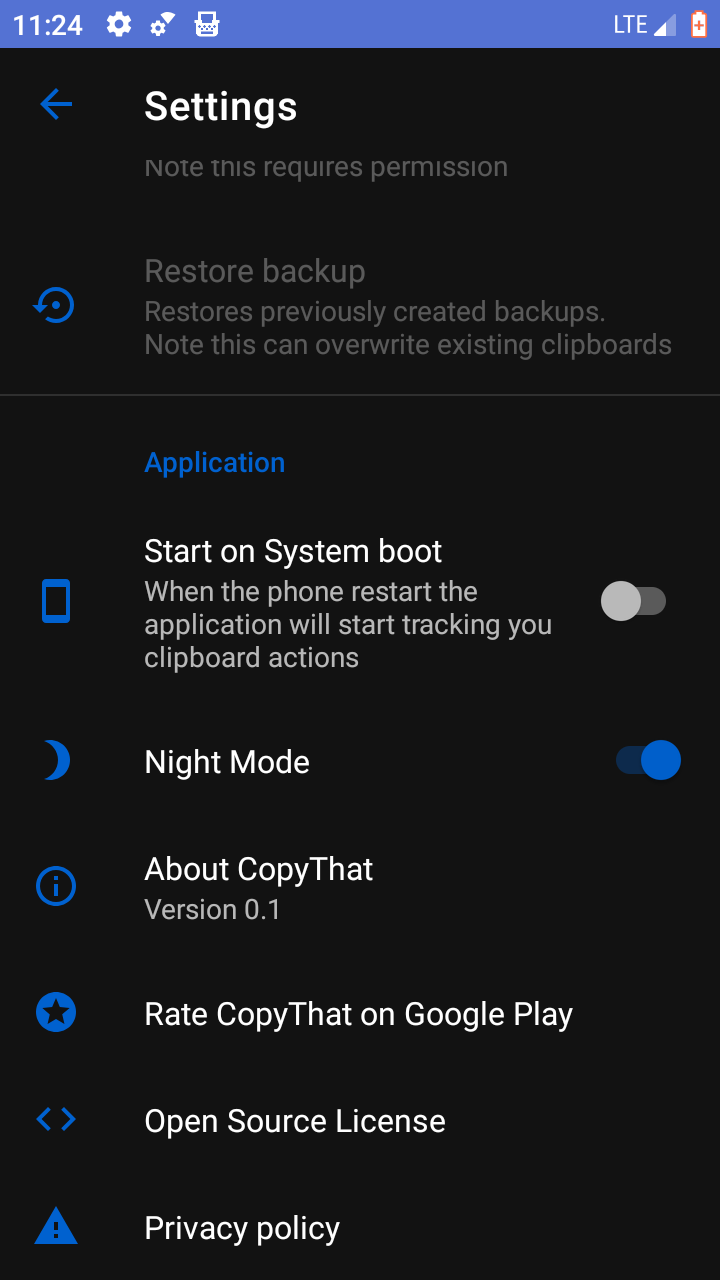 11:24
LTE
Settings
Note this requires permission
Restore backup
Restores previously created backups.
Note this can overwrite existing clipboards
Application
Start on System boot
When the phone restart the
application will start tracking you
clipboard actions
Night Mode
About CopyThat
Version 0.1
Rate CopyThat on Google Play
Open Source License
Privacy policy